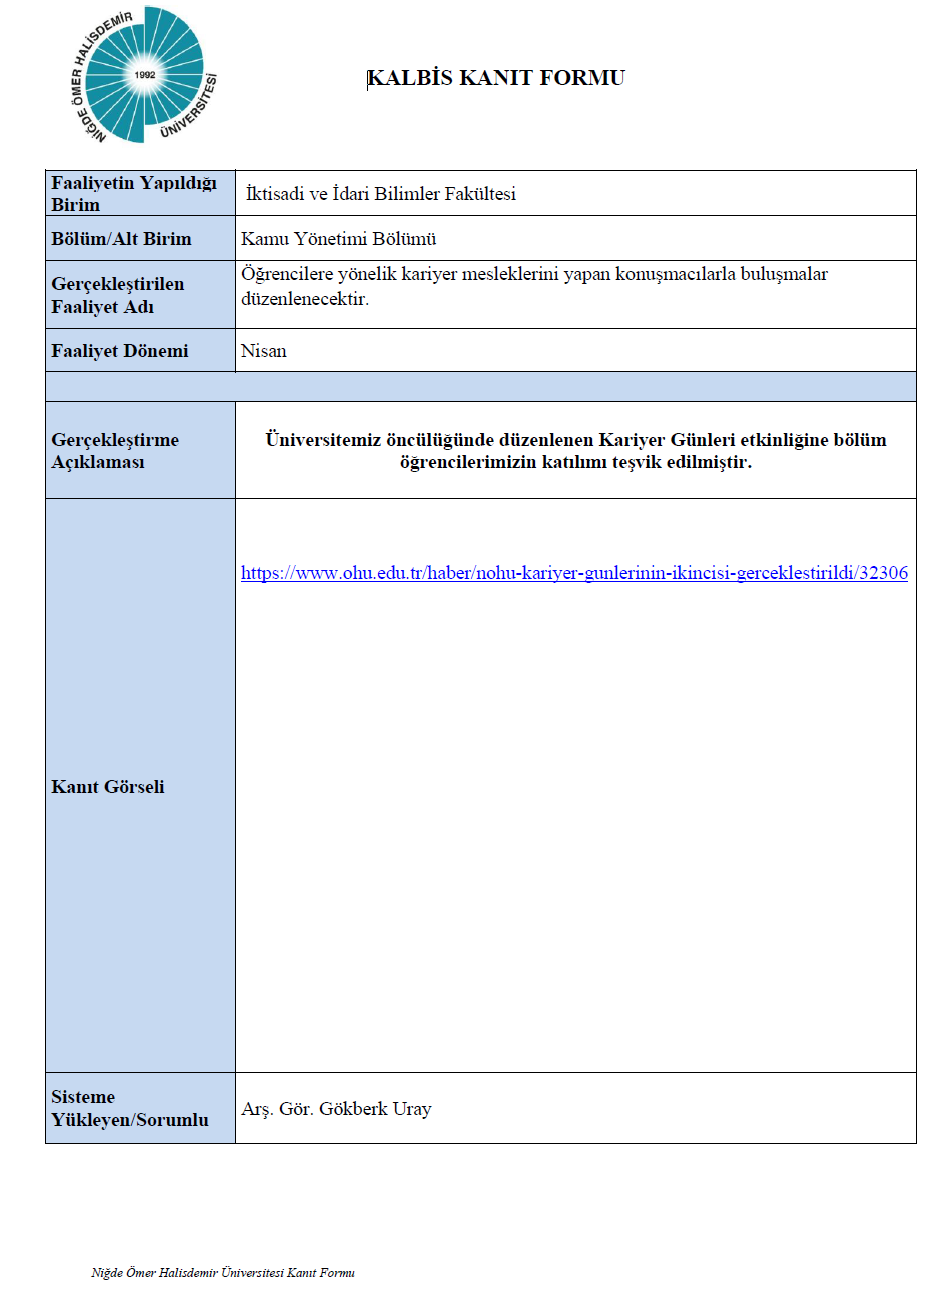 NİĞDE ÖMER HALİSDEMİR
ÜNİVERSİTESİ
1992
KALBİS KANIT FORMU
Faaliyetin Yapıldığı
Birim
İktisadi ve İdari Bilimler Fakültesi
Bölüm/Alt Birim
Kamu Yönetimi Bölümü
Gerçekleştirilen
Faaliyet Adı
Öğrencilere yönelik kariyer mesleklerini yapan konuşmacılarla buluşmalar
düzenlenecektir.
Faaliyet Dönemi
Nisan
Gerçekleştirme
Açıklaması
Üniversitemiz öncülüğünde düzenlenen Kariyer Günleri etkinliğine bölüm
öğrencilerimizin katılımı teşvik edilmiştir.
Kanıt Görseli
https://www.ohu.edu.tr/haber/nohu-kariyer-gunlerinin-ikincisi-gerceklestirildi/32306
Sisteme
Yükleyen/Sorumlu
Arş. Gör. Gökberk Uray
Niğde Ömer Halisdemir Üniversitesi Kanıt Formu